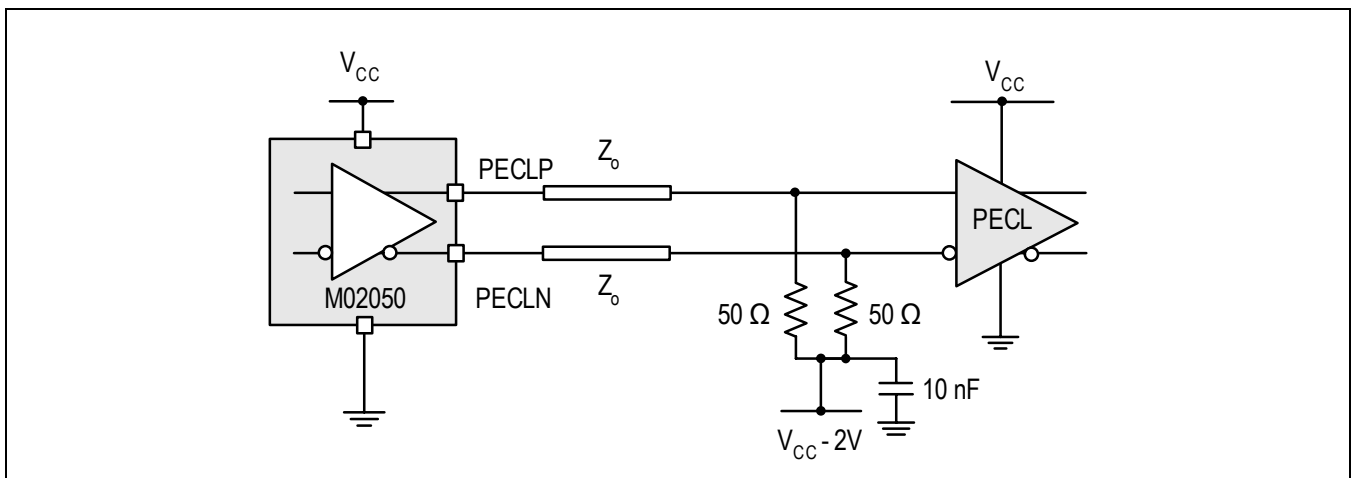 V_CC
V_CC
PECLP
Z_o
PECL
M02050
PECLN
Z_o
50 Ω
50 Ω
10 nF
V_CC - 2V